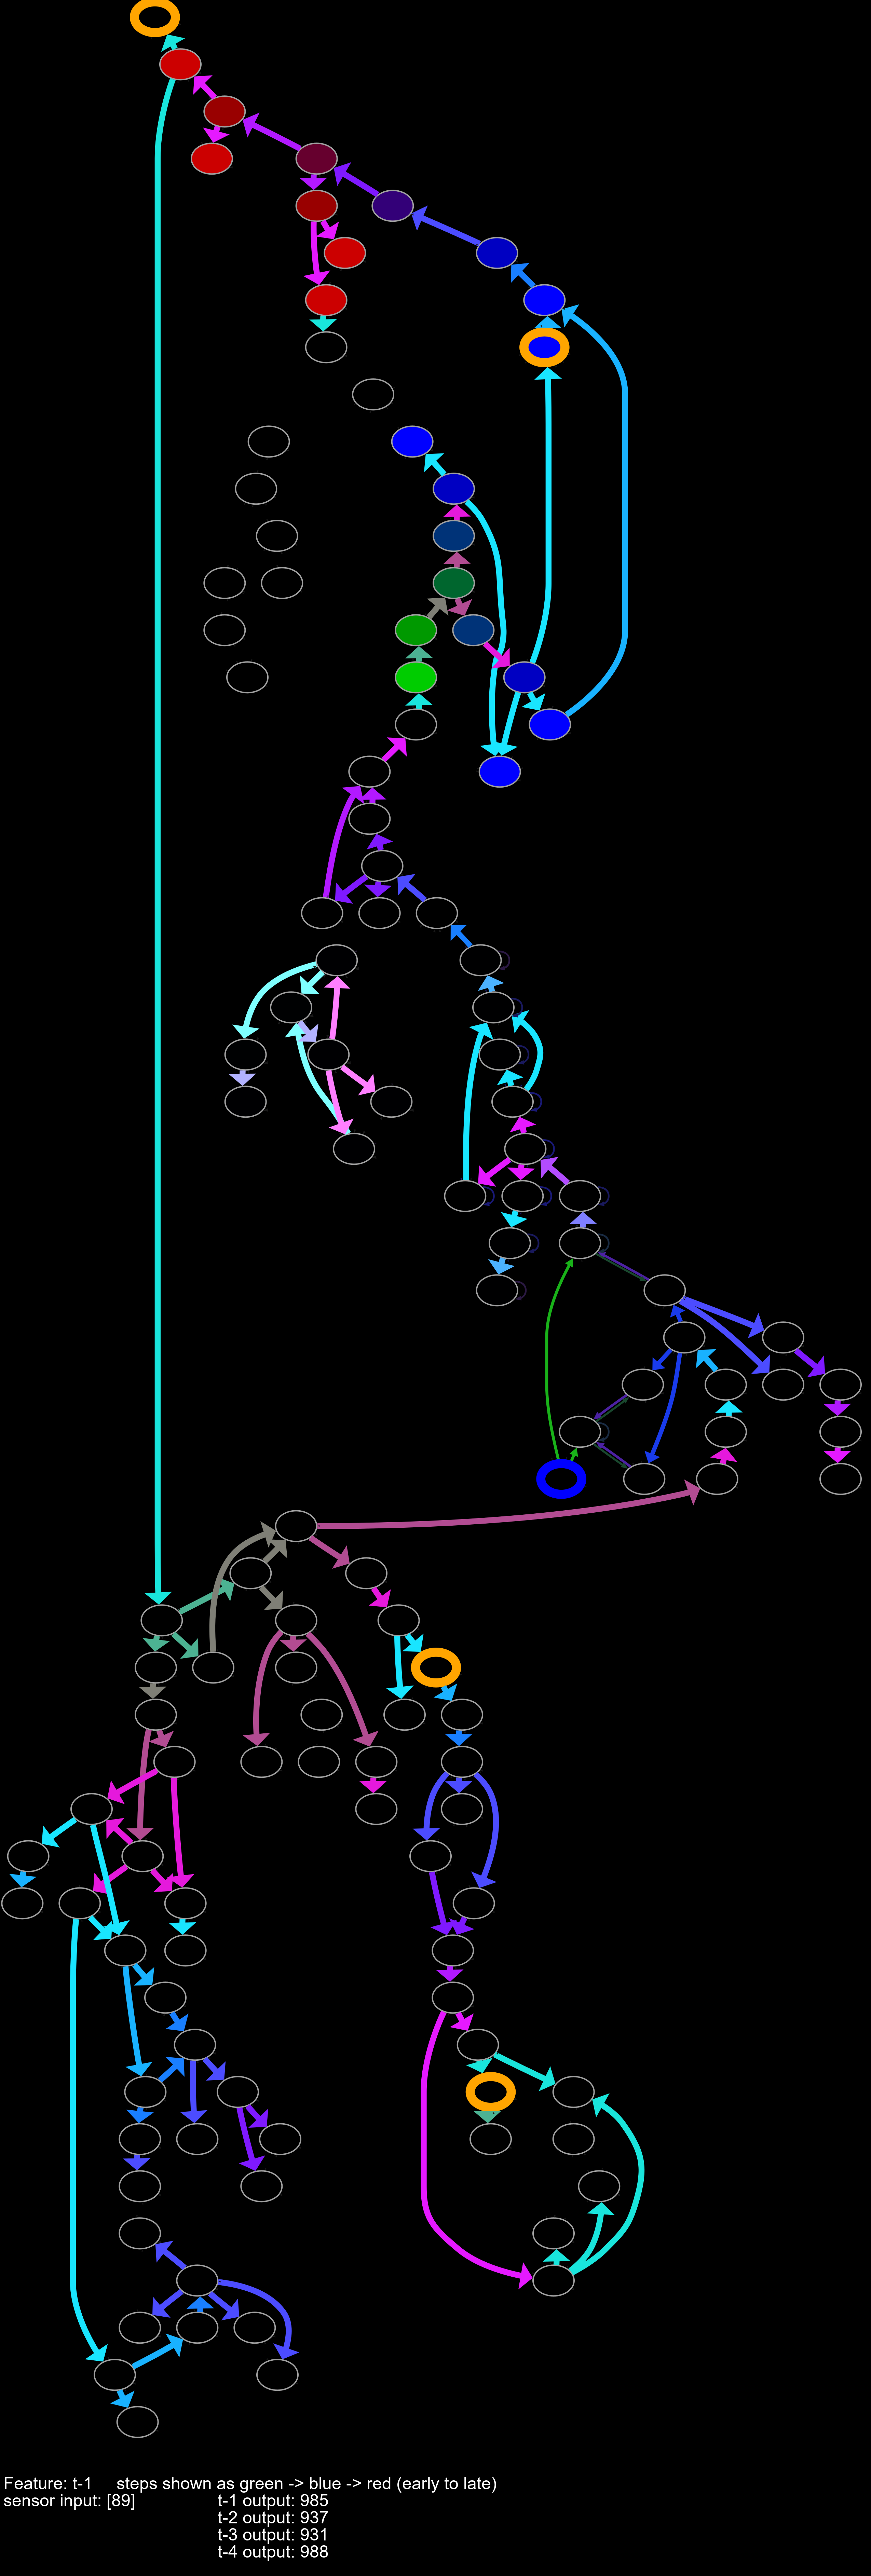 Feature: t-1 steps shown as green -> blue -> red (early to late)
sensor input: [89] t-1 output: 985
t-2 output: 937
t-3 output: 931
t-4 output: 988